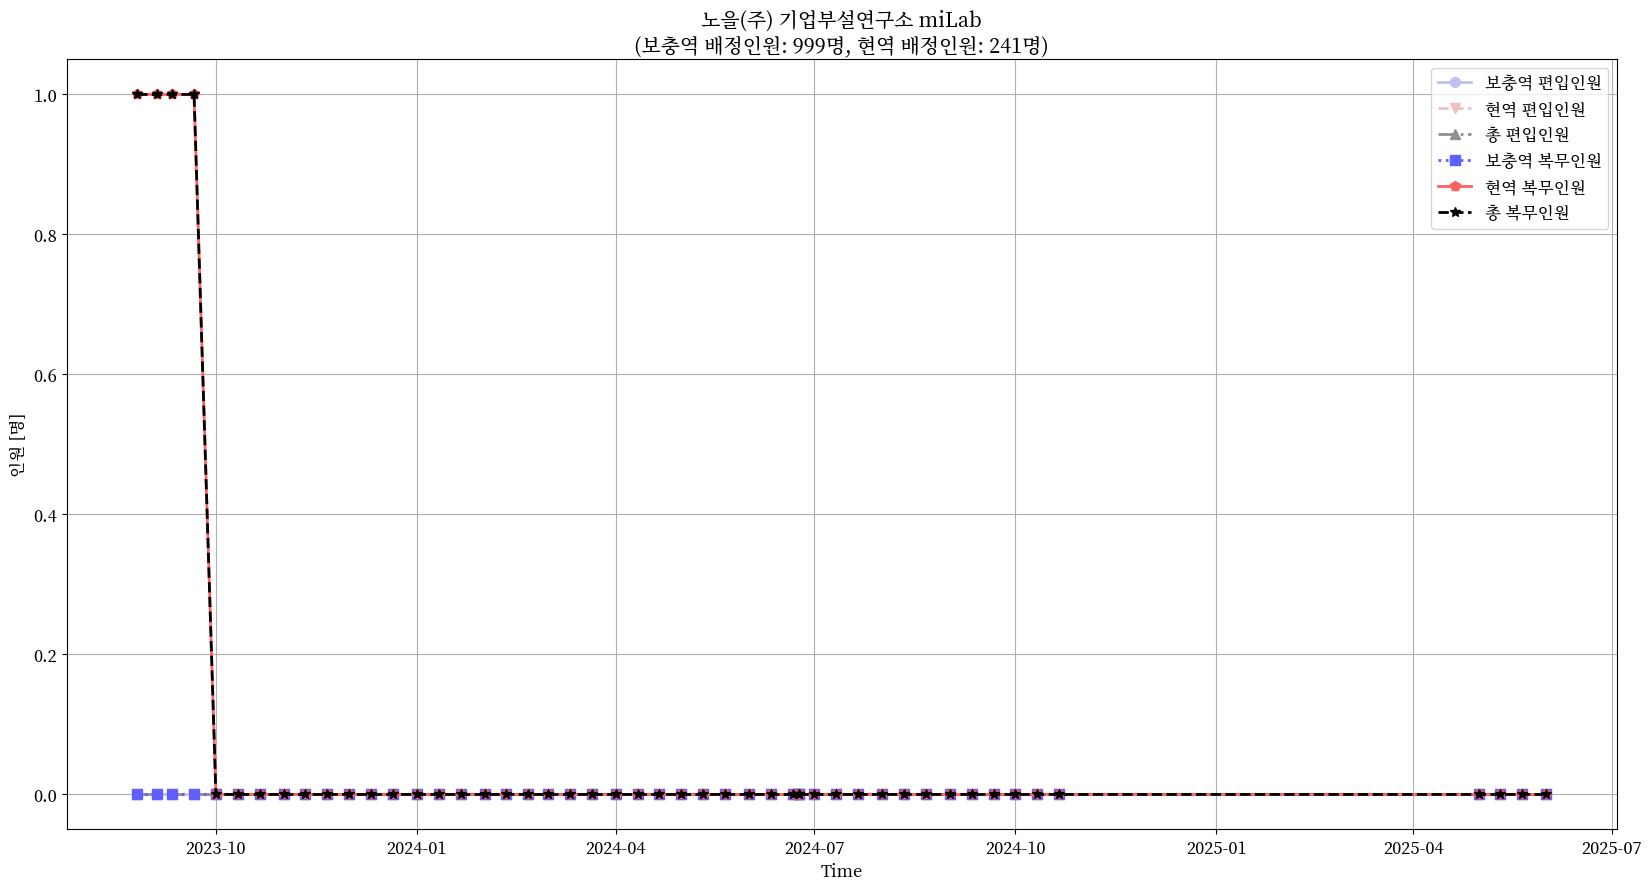 노을(주) 기업부설연구소 miLab
(보충역 배정인원: 999명, 현역 배정인원: 241명)
보충역 편입인원
현역 편입인원
총 편입인원
보충역 복무인원
현역 복무인원
총 복무인원
인원 [명]
1.0
0.8
0.6
0.4
0.2
0.0
2023-10
2024-01
2024-04
2024-07
2024-10
2025-01
2025-04
2025-07
Time